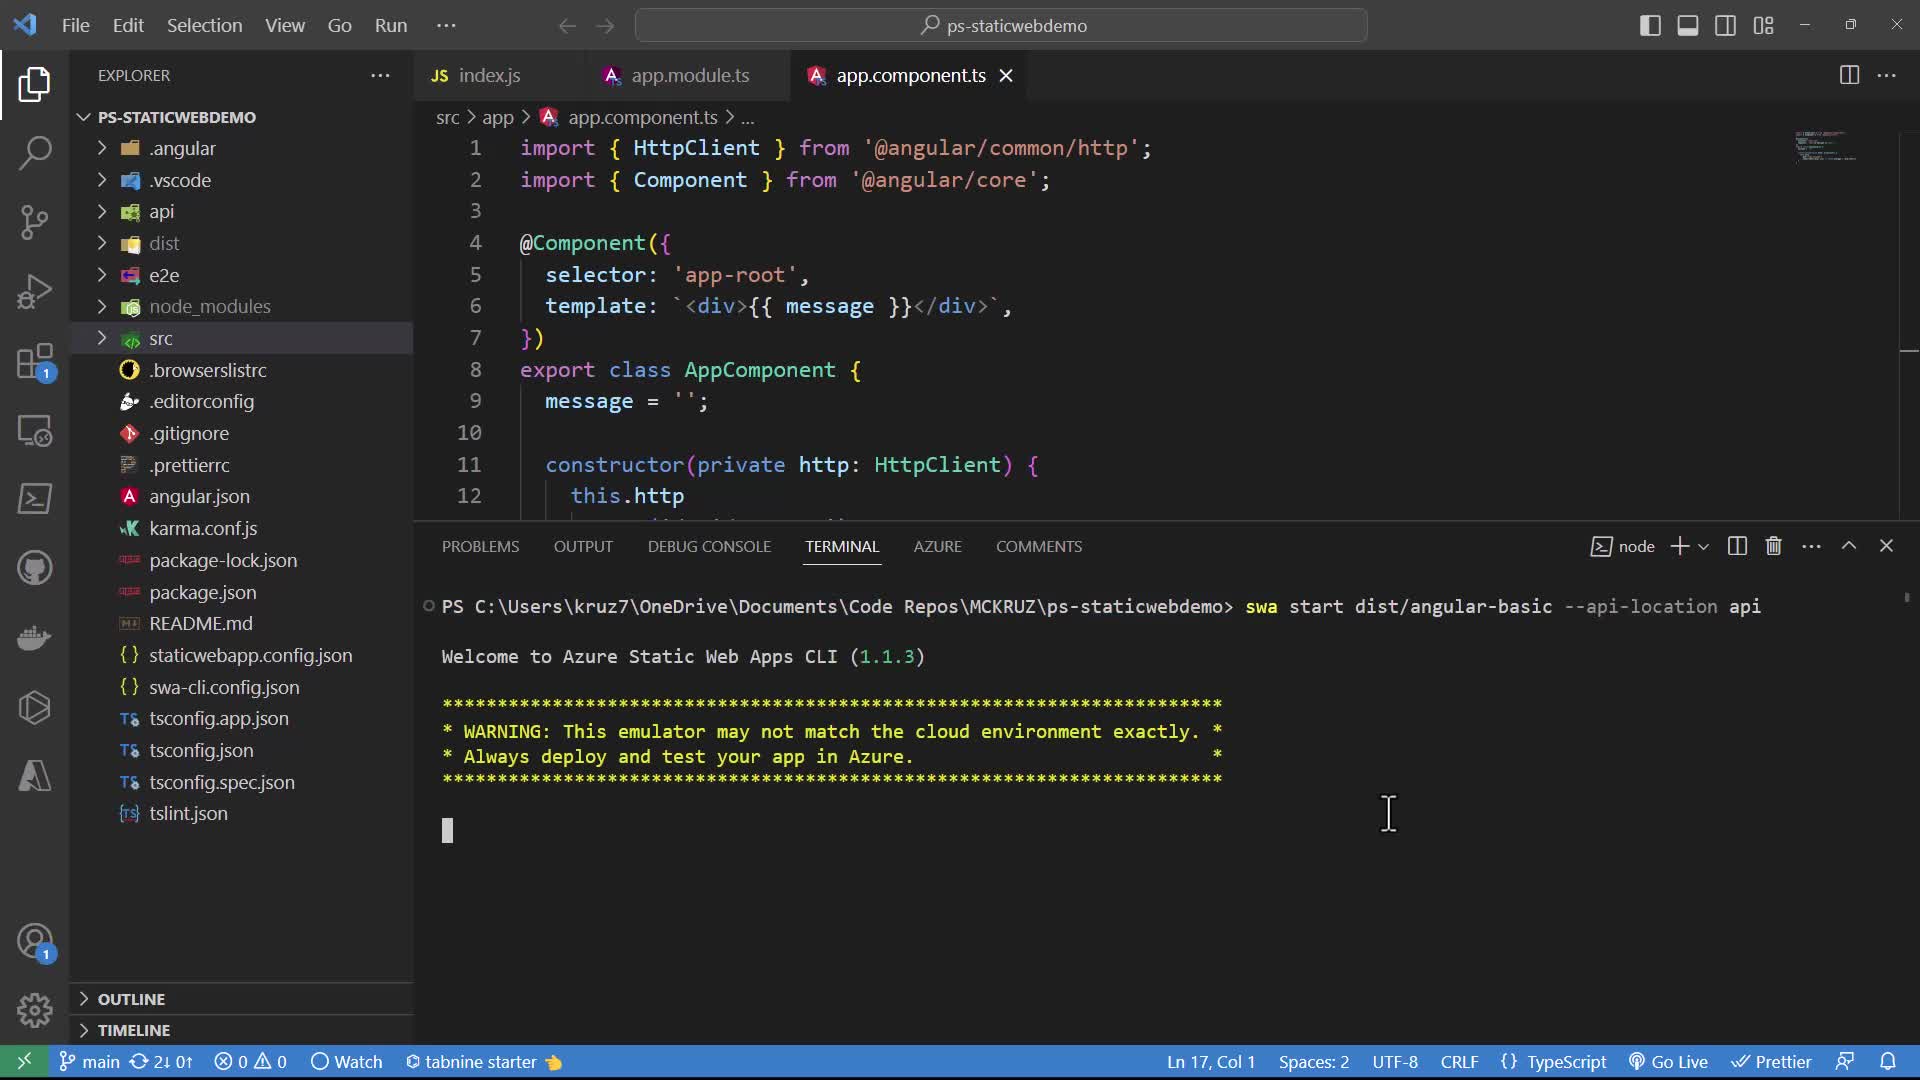 File Edit Selection View Go Run ...
ps-staticwebdemo
EXPLORER ...
PS-STATICWEBDEMO
.angular
.vscode
api
dist
e2e
node_modules
src
.browserslistrc
.editorconfig
.gitignore
.prettierrc
angular.json
karma.conf.js
package-lock.json
package.json
README.md
staticwebapp.config.json
swa-cli.config.json
tsconfig.app.json
tsconfig.json
tsconfig.spec.json
tslint.json
OUTLINE
TIMELINE
JS index.js app.module.ts app.component.ts
src > app > app.component.ts > ...
1 import { HttpClient } from '@angular/common/http';
2 import { Component } from '@angular/core';
3
4 @Component({
5 selector: 'app-root',
6 template: `<div>{{ message }}</div>`,
7 })
8 export class AppComponent {
9 message = '';
10
11 constructor(private http: HttpClient) {
12 this.http
PROBLEMS OUTPUT DEBUG CONSOLE TERMINAL AZURE COMMENTS
node
PS C:\Users\kruz7\OneDrive\Documents\Code Repos\MCKRUZ\ps-staticwebdemo> swa start dist/angular-basic --api-location api
Welcome to Azure Static Web Apps CLI (1.1.3)
***********************************************************************
* WARNING: This emulator may not match the cloud environment exactly. *
* Always deploy and test your app in Azure. *
***********************************************************************
1
1
main 2↓ 0↑ 0 0 Watch tabnine starter 👈
Ln 17, Col 1 Spaces: 2 UTF-8 CRLF {} TypeScript Go Live Prettier